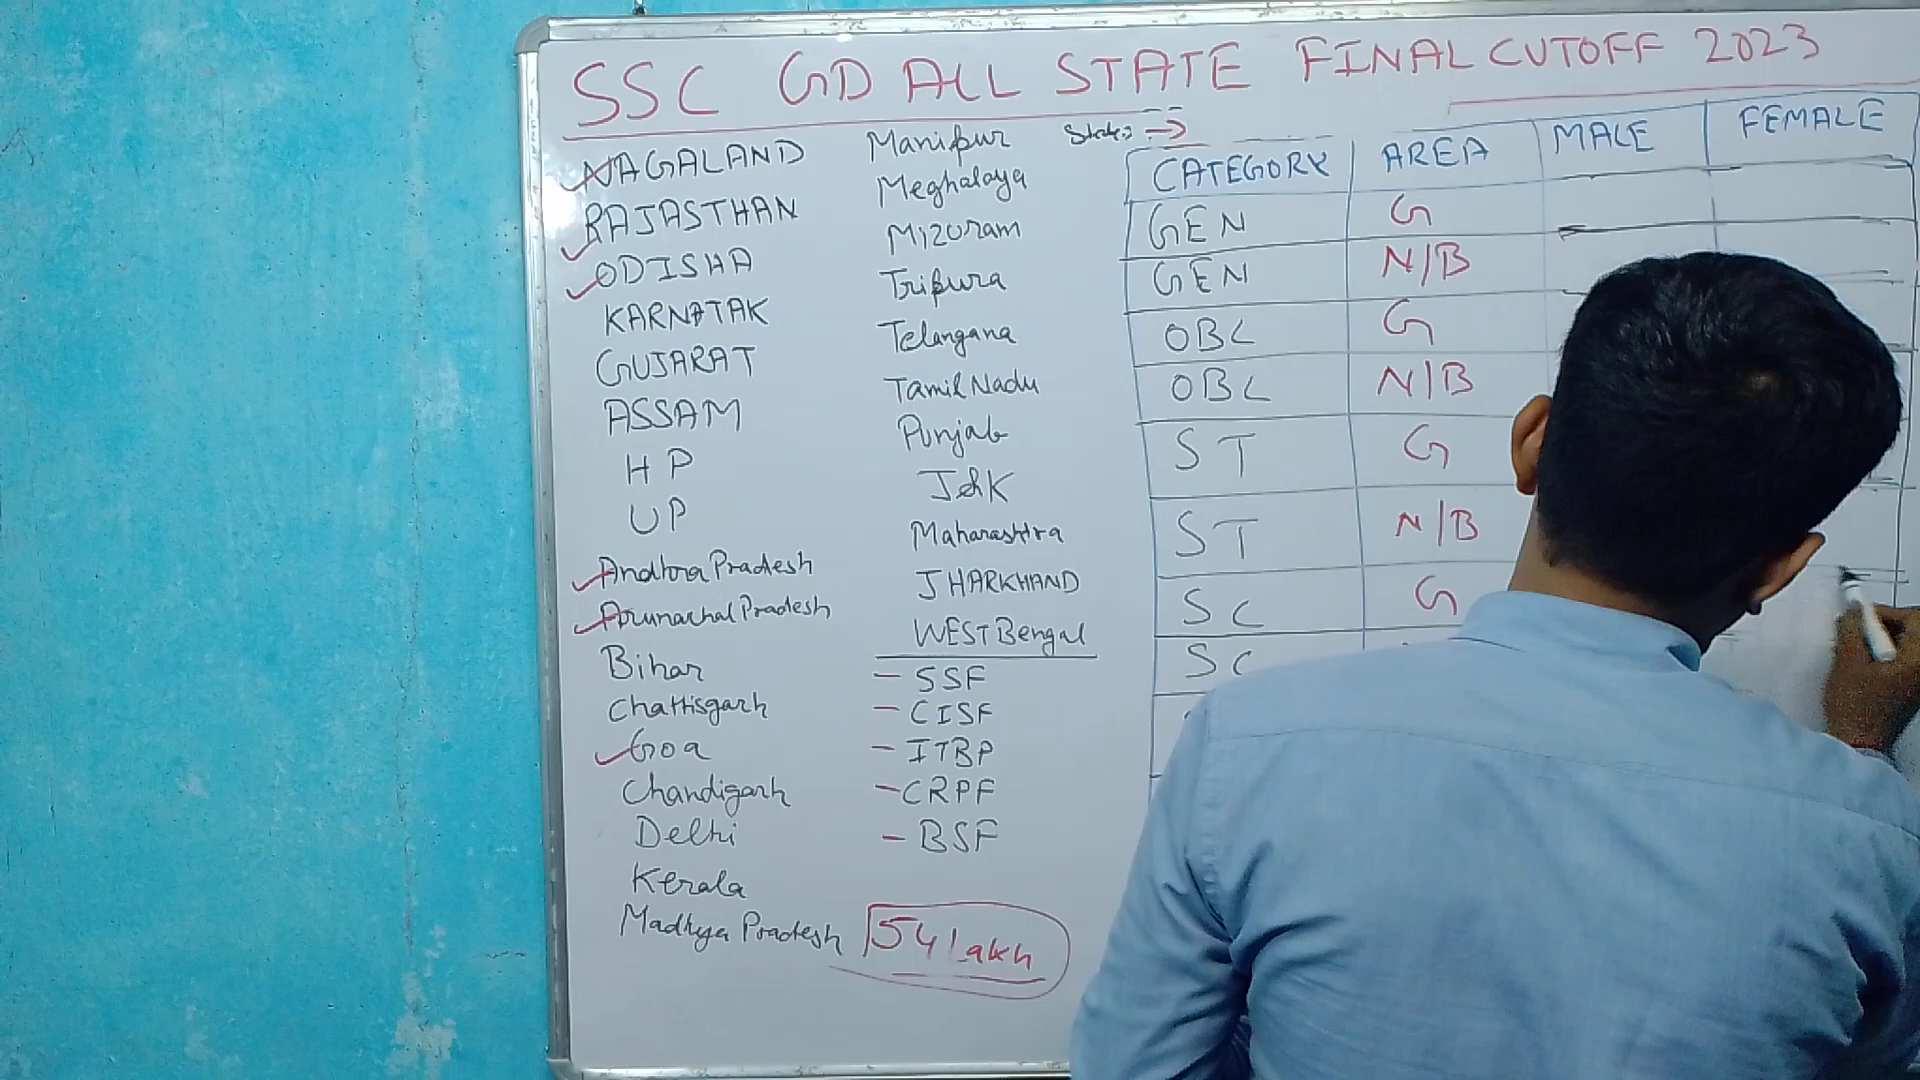 SSC GD ALL STATE FINAL CUTOFF 2023
NAGALAND
RAJASTHAN
ODISHA
KARNATAK
GUJARAT
ASSAM
HP
UP
Andhra Pradesh
Arunachal Pradesh
Bihar
Chattisgarh
Goa
Chandigarh
Delhi
Kerala
Madhya Pradesh
Manipur
Meghalaya
Mizoram
Tripura
Telangana
Tamil Nadu
Punjab
J&K
Maharashtra
JHARKHAND
WEST Bengal
- SSF
- CISF
- ITBP
- CRPF
- BSF
54 lakh
State: →
CATEGORY AREA MALE FEMALE
GEN G
GEN N/B
OBC G
OBC N/B
ST G
ST N/B
SC G
SC